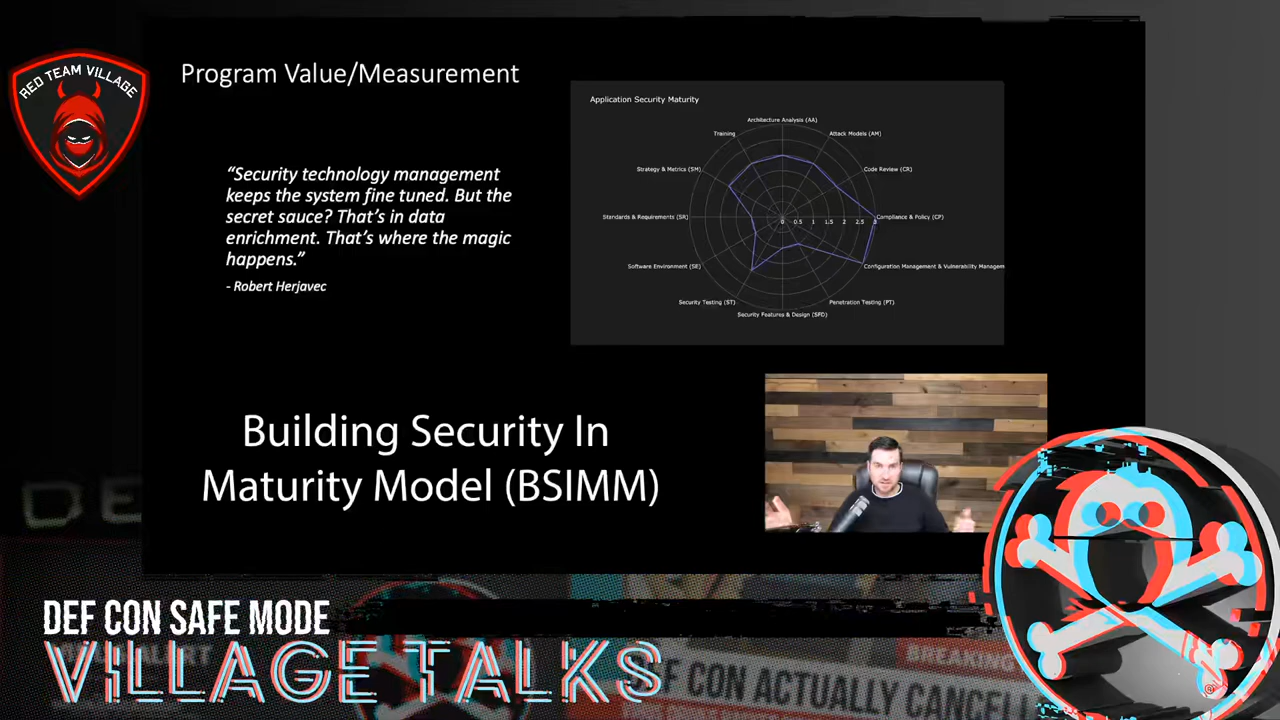 RED TEAM VILLAGE
Program Value/Measurement
“Security technology management
keeps the system fine tuned. But the
secret sauce? That’s in data
enrichment. That’s where the magic
happens.”
- Robert Herjavec
Application Security Maturity
Architecture Analysis (AA)
Training
Attack Models (AM)
Strategy & Metrics (SM)
Code Review (CR)
Standards & Requirements (SR)
0 0.5 1 1.5 2 2.5 3
Compliance & Policy (CP)
Software Environment (SE)
Configuration Management & Vulnerability Managem
Security Testing (ST)
Penetration Testing (PT)
Security Features & Design (SFD)
Building Security In
Maturity Model (BSIMM)
DEF CON SAFE MODE
VILLAGE TALKS
BREAKING
DEF CON ACTUALLY CANCEL